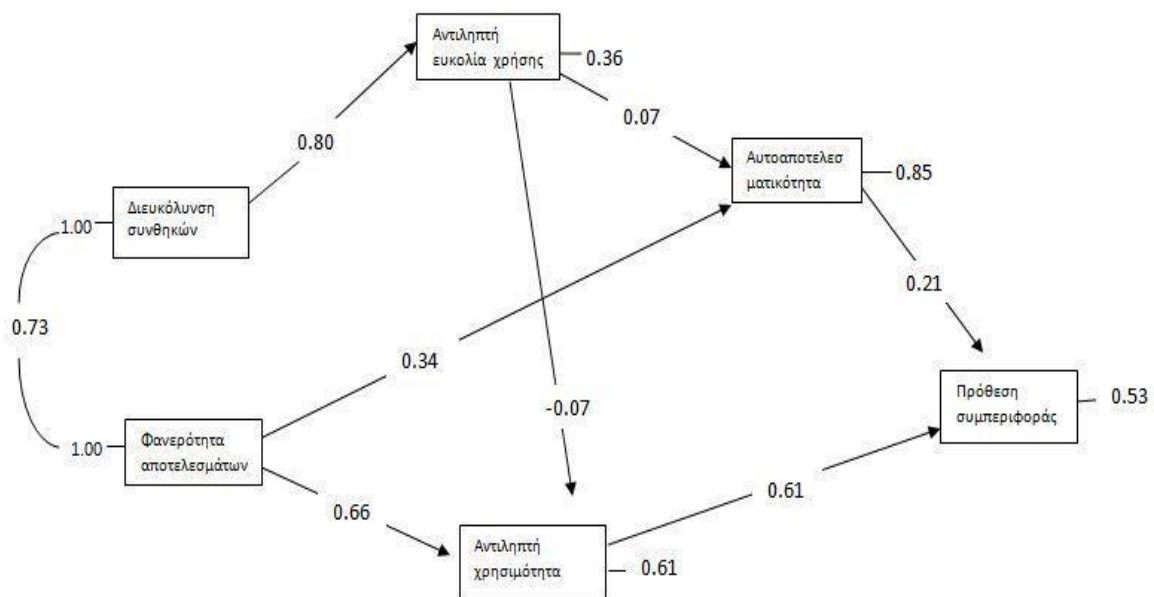 Αντιληπτή
ευκολία χρήσης
0.36
0.07
0.80
Αυτοαποτελεσ
ματικότητα
0.85
Διευκόλυνση
συνθηκών
1.00
0.21
0.73
0.34
-0.07
Πρόθεση
συμπεριφοράς
0.53
Φανερότητα
αποτελεσμάτων
1.00
0.66
0.61
Αντιληπτή
χρησιμότητα
0.61